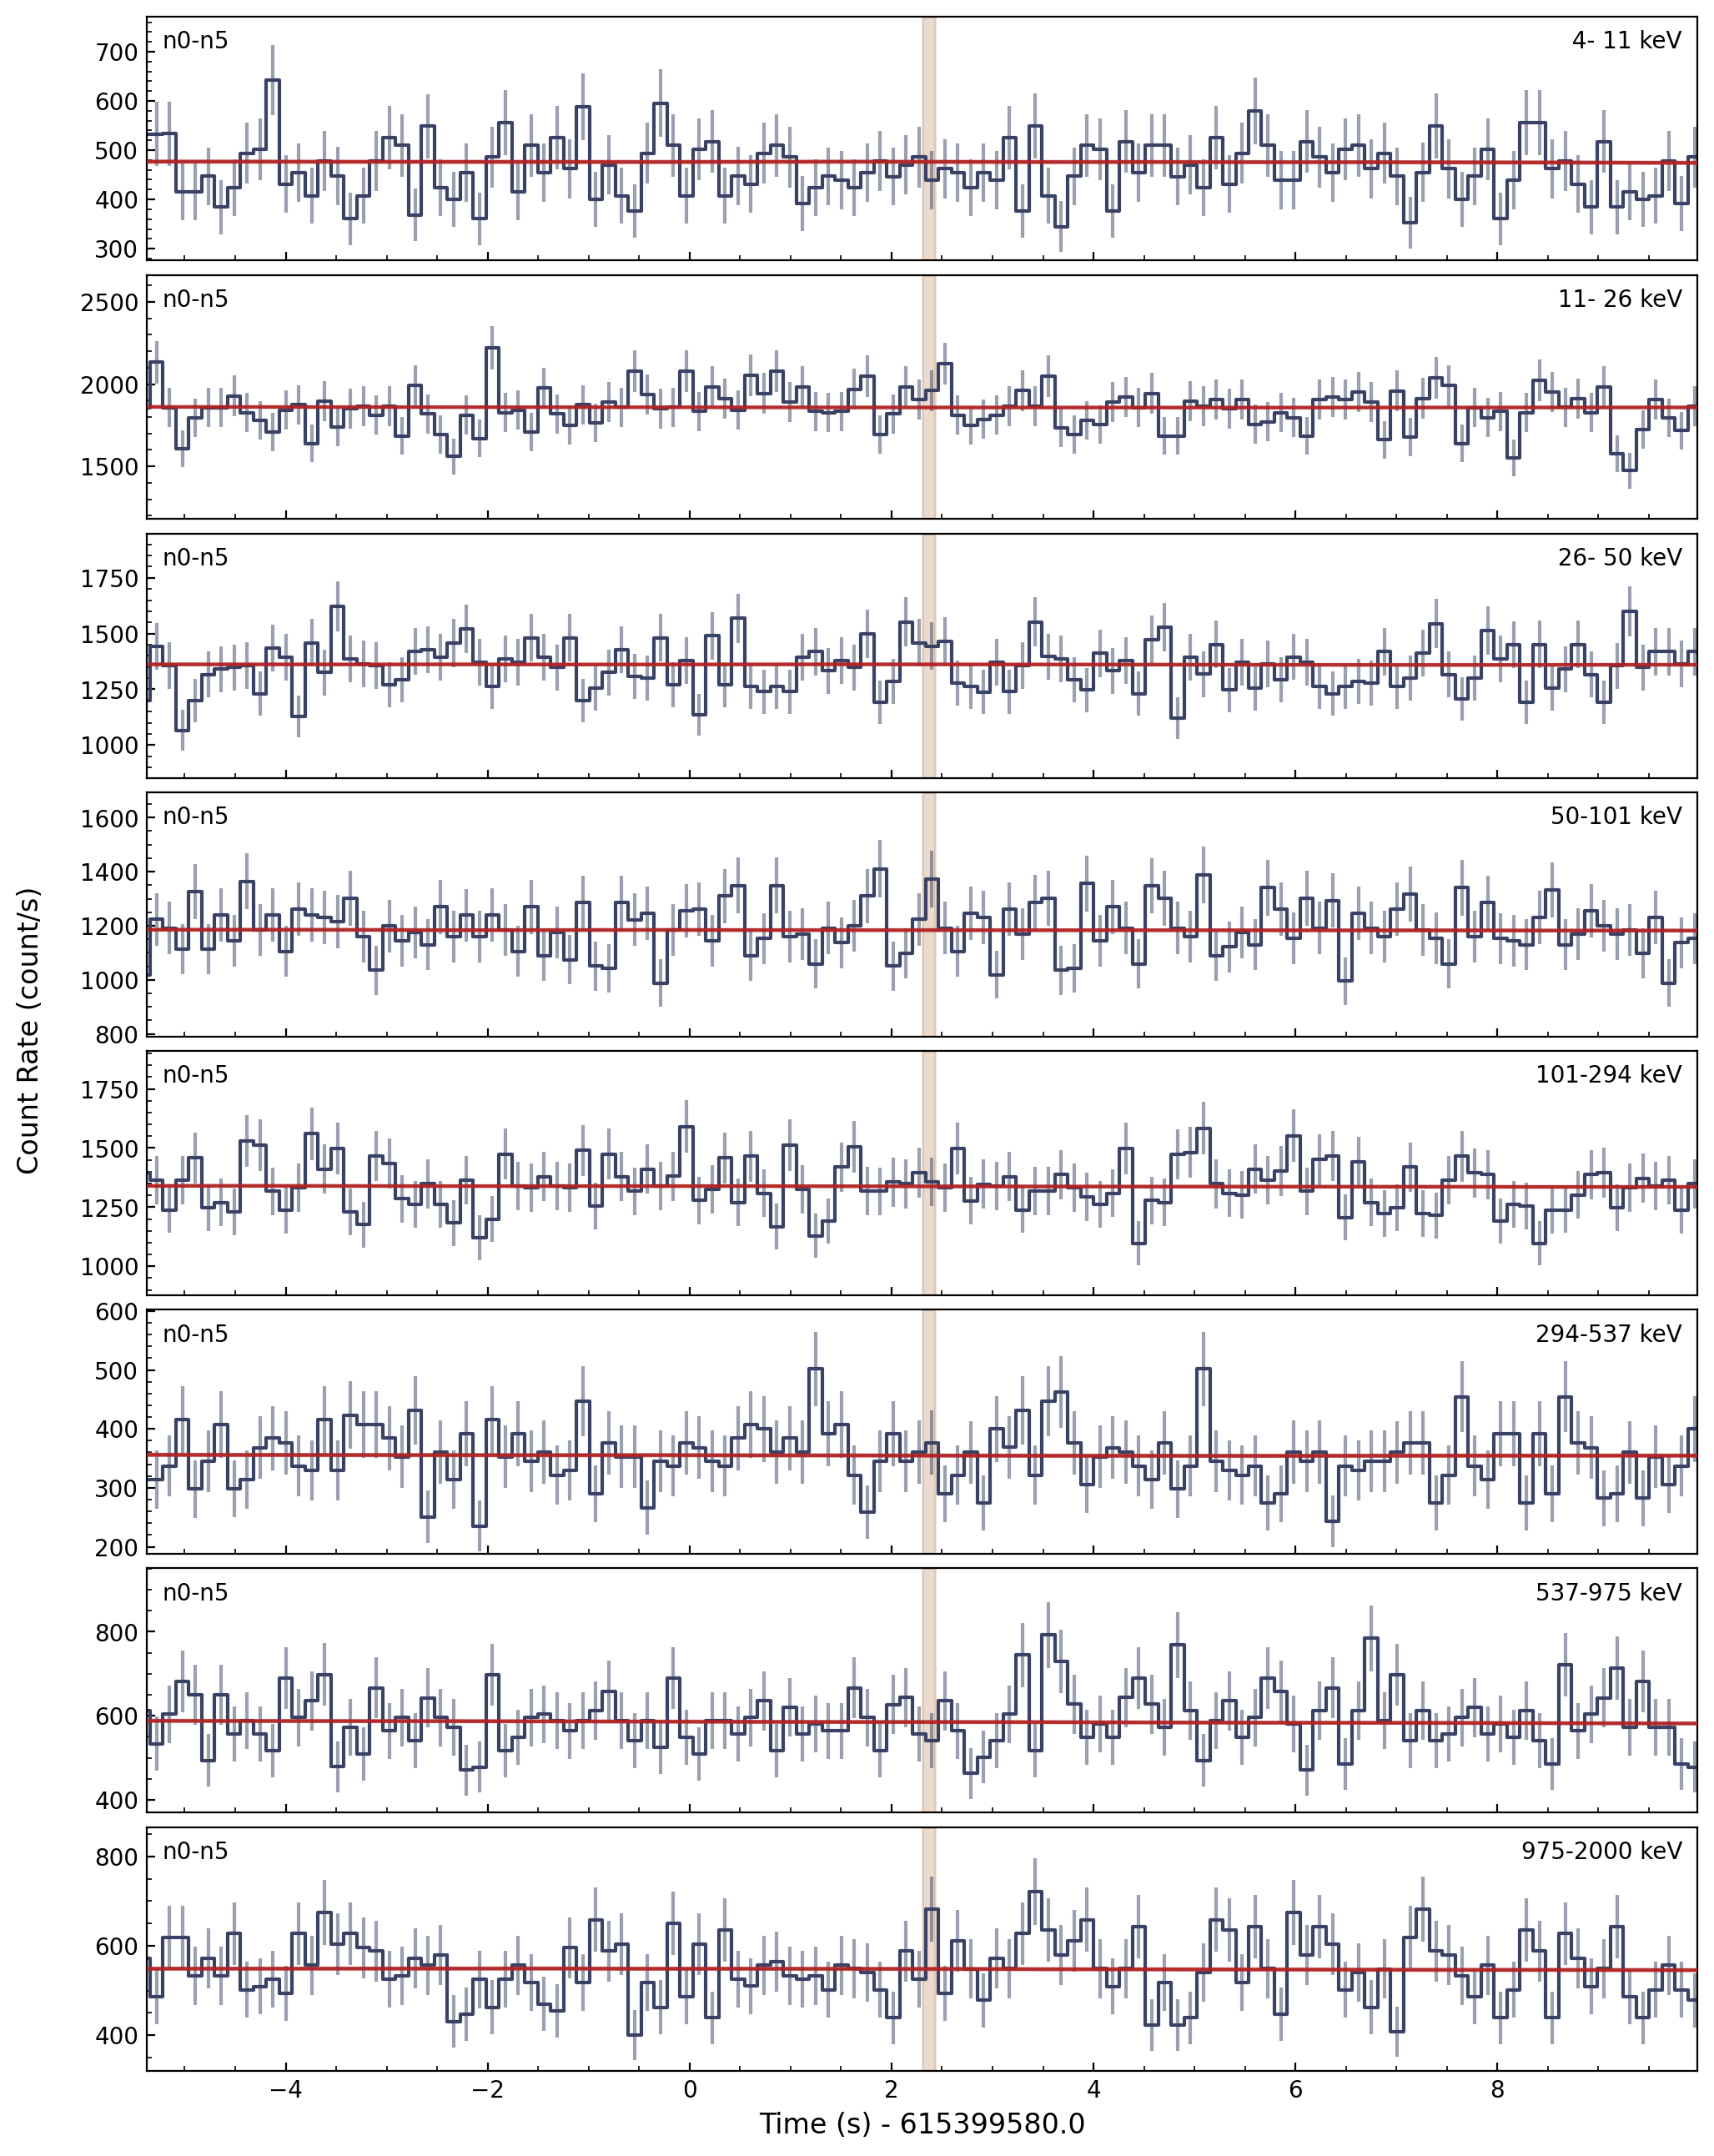 n0-n5 4- 11 keV
700
600
500
400
300
n0-n5 11- 26 keV
2500
2000
1500
n0-n5 26- 50 keV
1750
1500
1250
1000
n0-n5 50-101 keV
1600
1400
1200
1000
800
n0-n5 101-294 keV
1750
1500
1250
1000
n0-n5 294-537 keV
600
500
400
300
200
n0-n5 537-975 keV
800
600
400
n0-n5 975-2000 keV
800
600
400
−4 −2 0 2 4 6 8
Time (s) - 615399580.0
Count Rate (count/s)